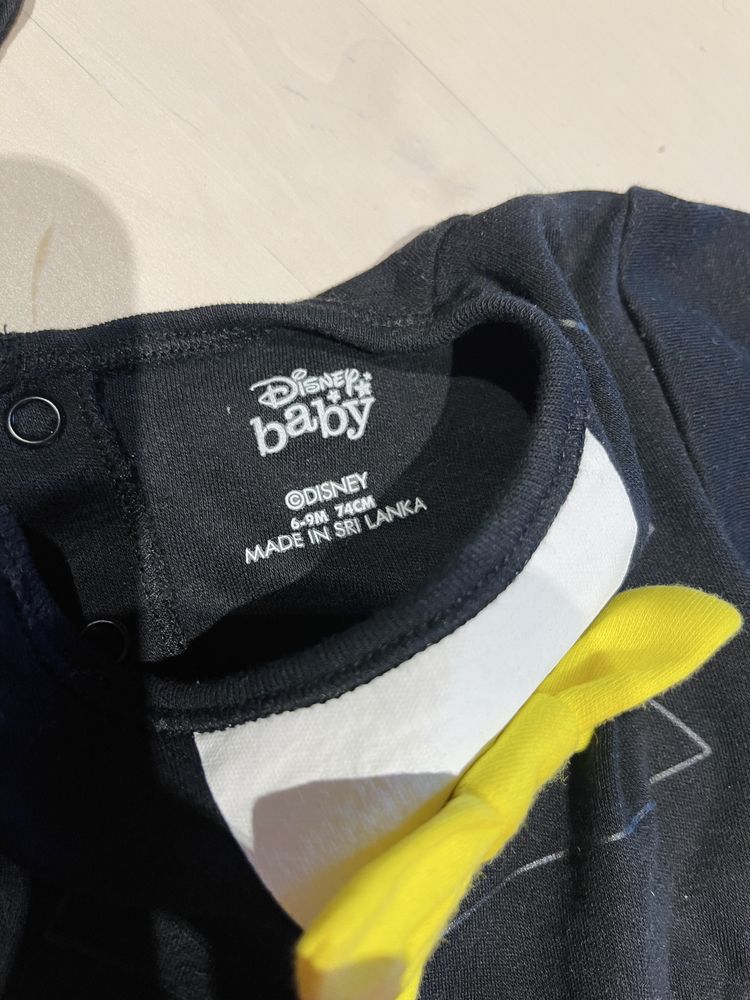 Disney
baby
©DISNEY
6-9M 74CM
MADE IN SRI LANKA